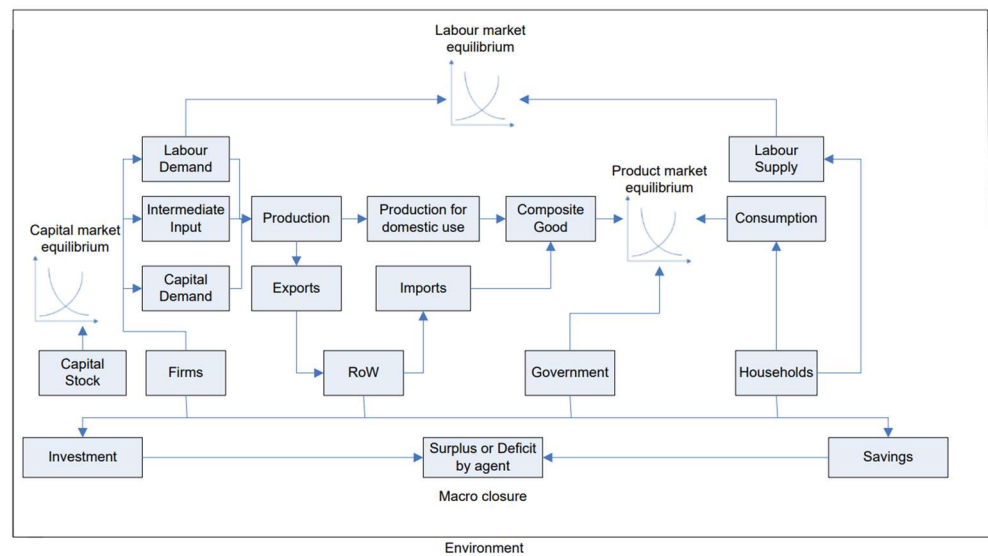 Labour market
equilibrium
Labour
Demand
Labour
Supply
Product market
equilibrium
Intermediate
Input
Production
Production for
domestic use
Composite
Good
Consumption
Capital market
equilibrium
Capital
Demand
Exports
Imports
Capital
Stock
Firms
RoW
Government
Households
Investment
Surplus or Deficit
by agent
Savings
Macro closure
Environment